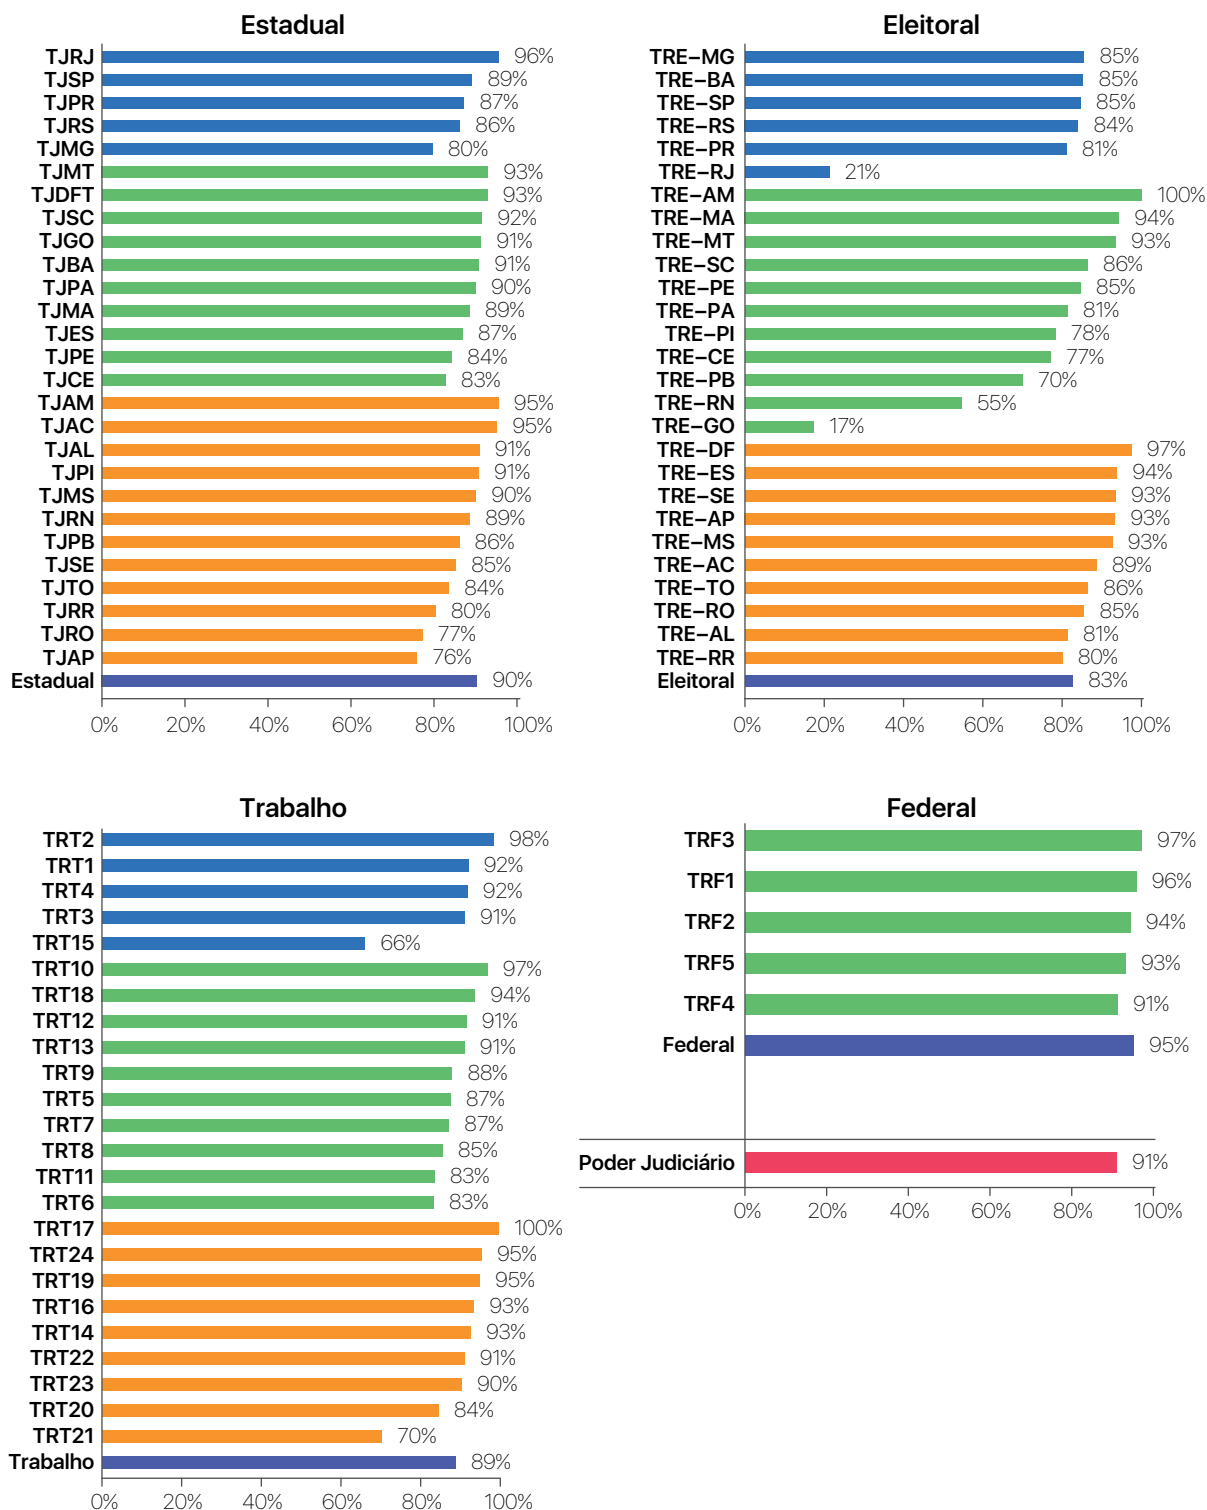 Estadual
TJRJ 96%
TJSP 89%
TJPR 87%
TJRS 86%
TJMG 80%
TJMT 93%
TJDFT 93%
TJSC 92%
TJGO 91%
TJBA 91%
TJPA 90%
TJMA 89%
TJES 87%
TJPE 84%
TJCE 83%
TJAM 95%
TJAC 95%
TJAL 91%
TJPI 91%
TJMS 90%
TJRN 89%
TJPB 86%
TJSE 85%
TJTO 84%
TJRR 80%
TJRO 77%
TJAP 76%
Estadual 90%
0% 20% 40% 60% 80% 100%
Eleitoral
TRE–MG 85%
TRE–BA 85%
TRE–SP 85%
TRE–RS 84%
TRE–PR 81%
TRE–RJ 21%
TRE–AM 100%
TRE–MA 94%
TRE–MT 93%
TRE–SC 86%
TRE–PE 85%
TRE–PA 81%
TRE–PI 78%
TRE–CE 77%
TRE–PB 70%
TRE–RN 55%
TRE–GO 17%
TRE–DF 97%
TRE–ES 94%
TRE–SE 93%
TRE–AP 93%
TRE–MS 93%
TRE–AC 89%
TRE–TO 86%
TRE–RO 85%
TRE–AL 81%
TRE–RR 80%
Eleitoral 83%
0% 20% 40% 60% 80% 100%
Trabalho
TRT2 98%
TRT1 92%
TRT4 92%
TRT3 91%
TRT15 66%
TRT10 97%
TRT18 94%
TRT12 91%
TRT13 91%
TRT9 88%
TRT5 87%
TRT7 87%
TRT8 85%
TRT11 83%
TRT6 83%
TRT17 100%
TRT24 95%
TRT19 95%
TRT16 93%
TRT14 93%
TRT22 91%
TRT23 90%
TRT20 84%
TRT21 70%
Trabalho 89%
0% 20% 40% 60% 80% 100%
Federal
TRF3 97%
TRF1 96%
TRF2 94%
TRF5 93%
TRF4 91%
Federal 95%
Poder Judiciário 91%
0% 20% 40% 60% 80% 100%